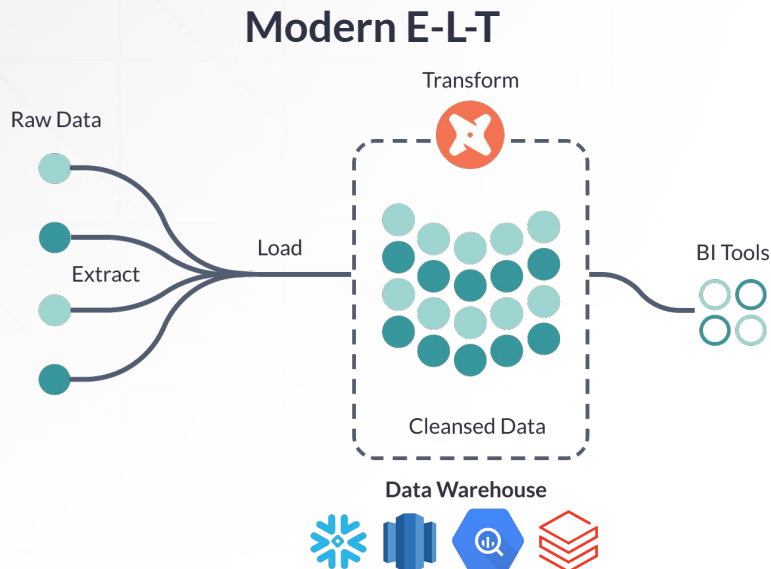 Modern E-L-T
Transform
Raw Data
Load
Extract
BI Tools
Cleansed Data
Data Warehouse